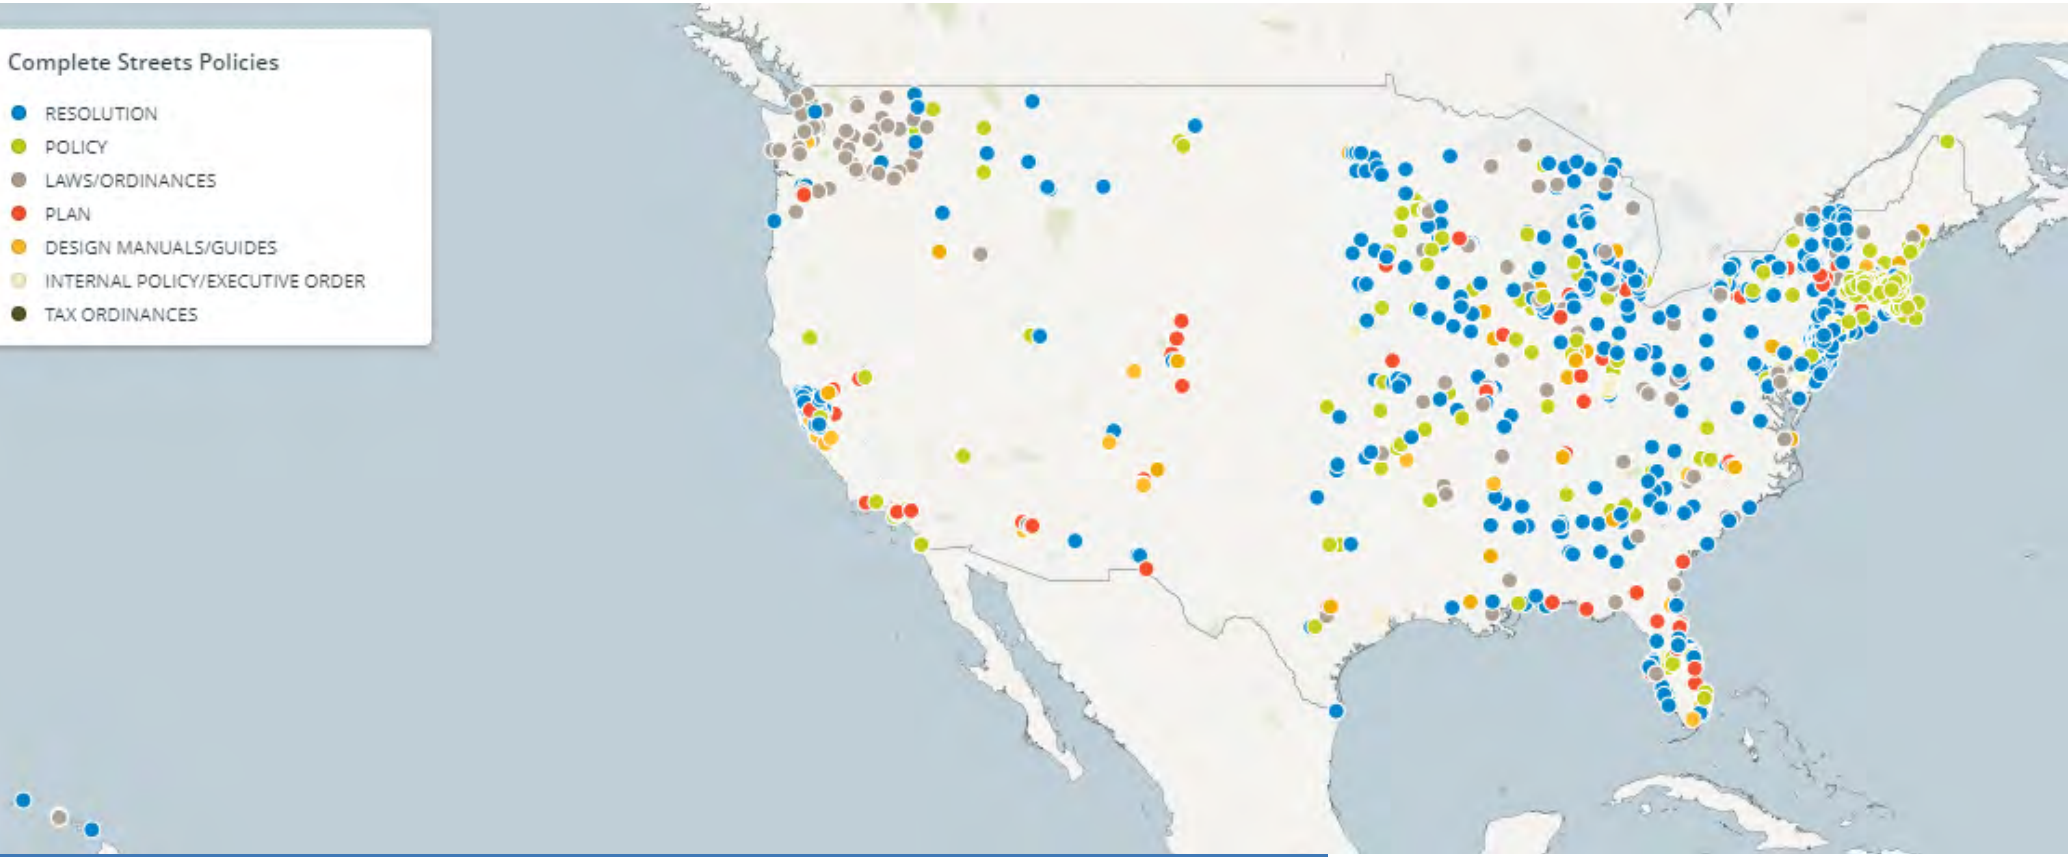 Complete Streets Policies
RESOLUTION
POLICY
LAWS/ORDINANCES
PLAN
DESIGN MANUALS/GUIDES
INTERNAL POLICY/EXECUTIVE ORDER
TAX ORDINANCES